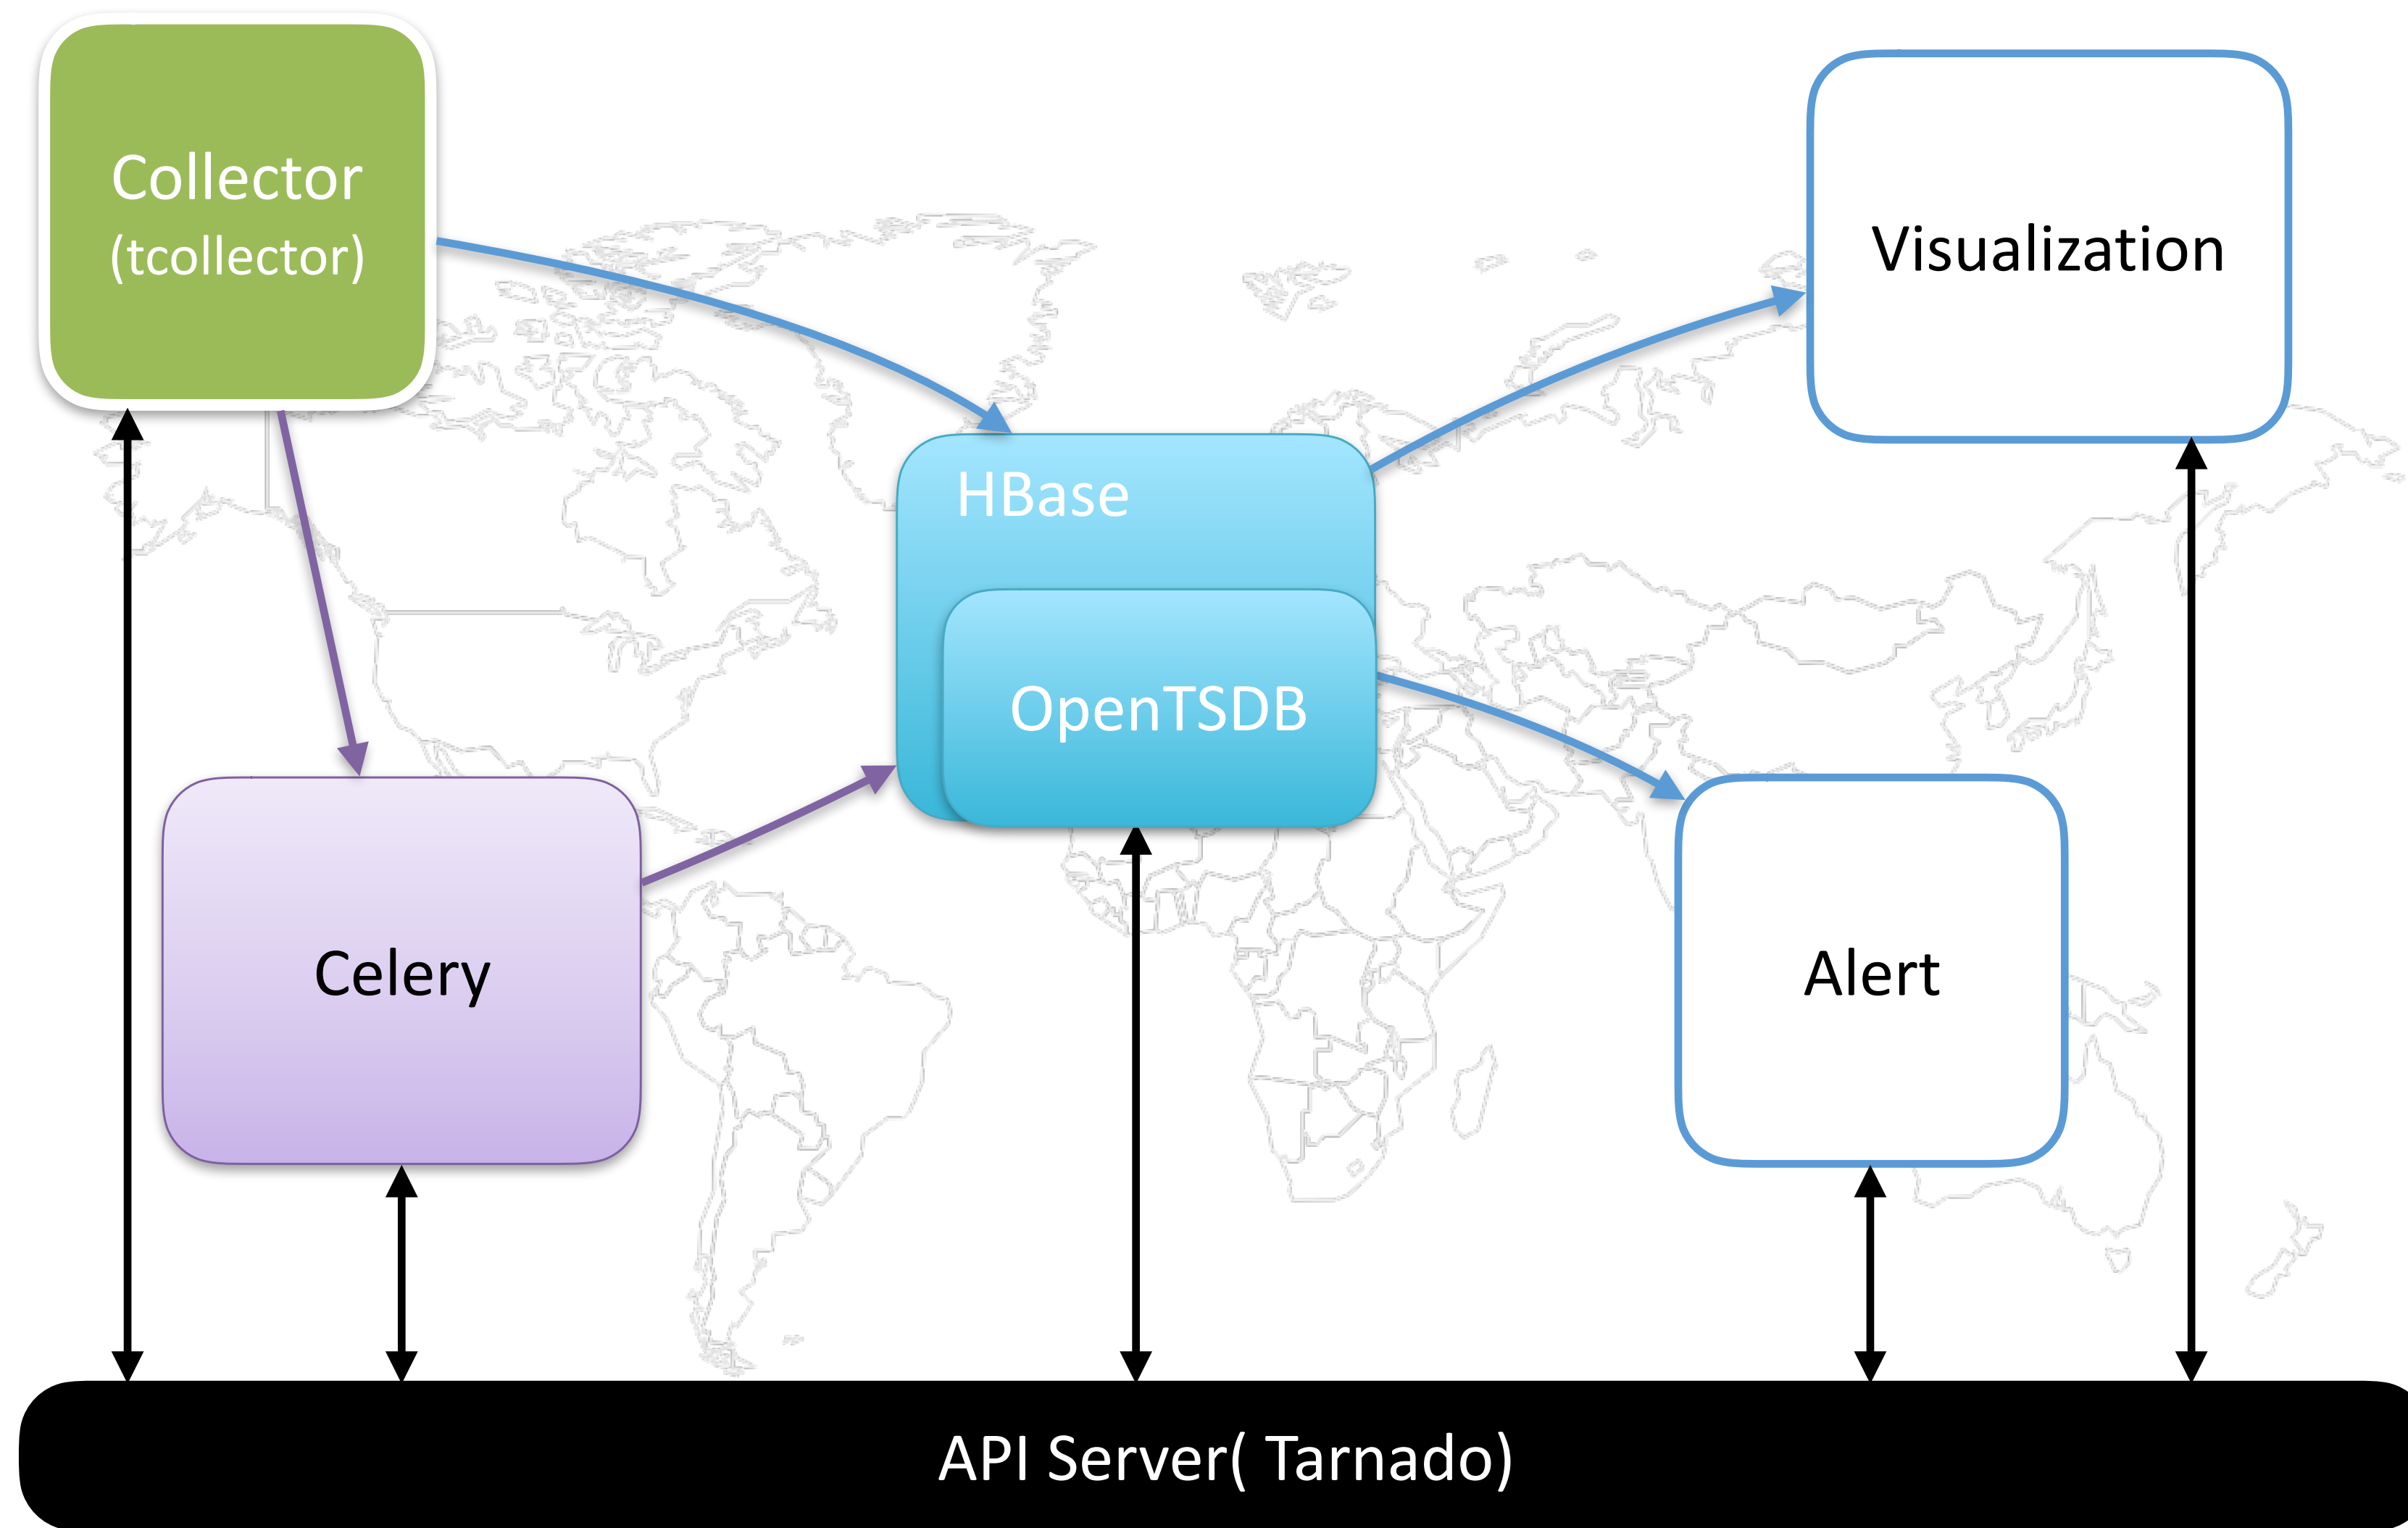 Collector
(tcollector)
Visualization
HBase
OpenTSDB
Celery
Alert
API Server( Tarnado)